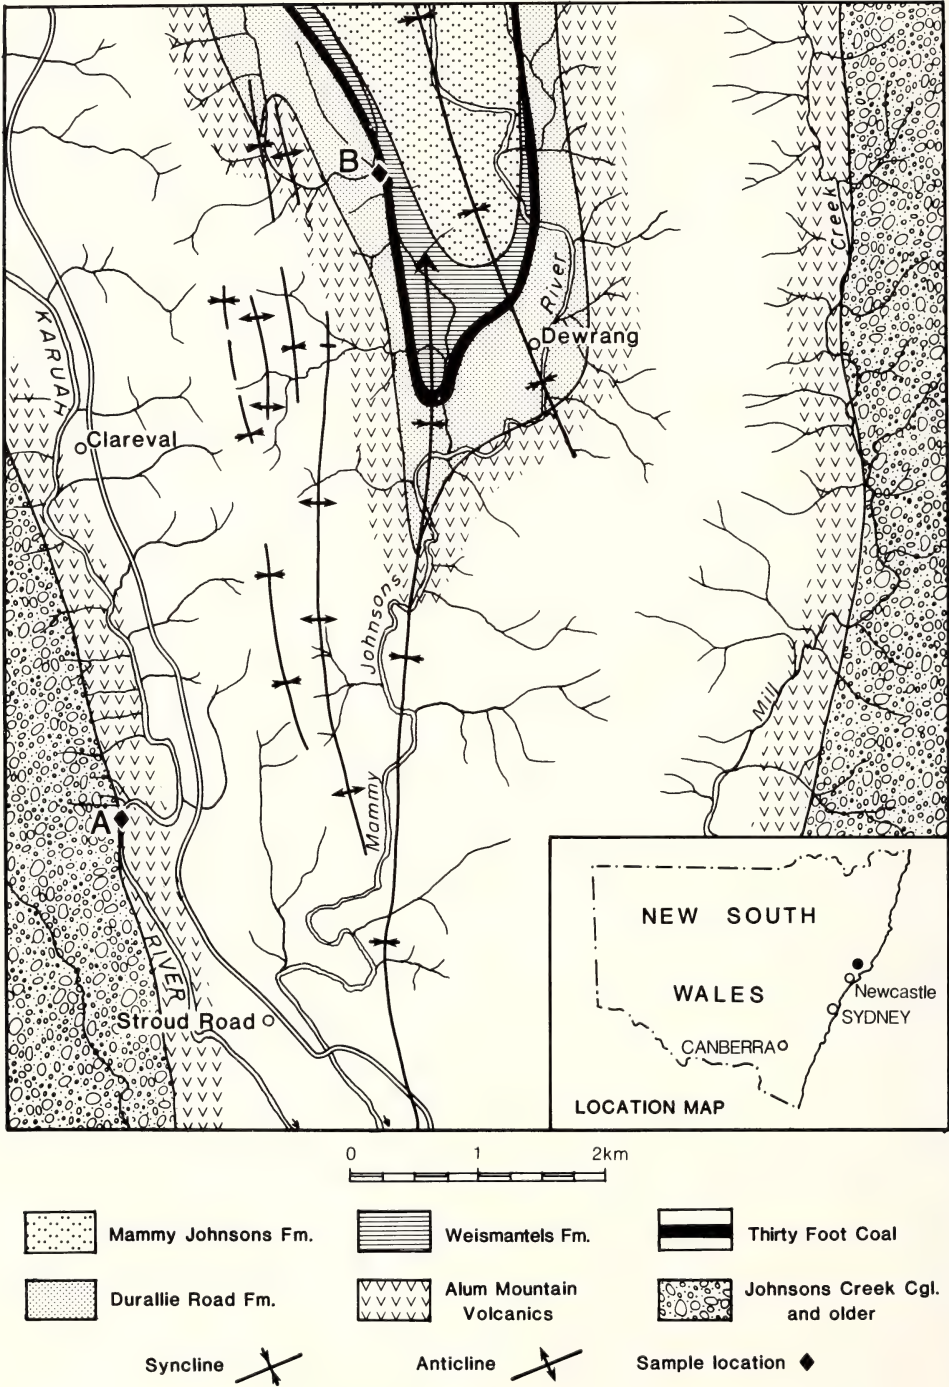 B
Creek
River
KARUAH
Dewrang
Clareval
Johnsons
Mill
Mammy
A
RIVER
Stroud Road
NEW SOUTH
WALES
Newcastle
SYDNEY
CANBERRA
LOCATION MAP
0 1 2km
Mammy Johnsons Fm.
Weismantels Fm.
Thirty Foot Coal
Durallie Road Fm.
Alum Mountain
Volcanics
Johnsons Creek Cgl.
and older
Syncline
Anticline
Sample location